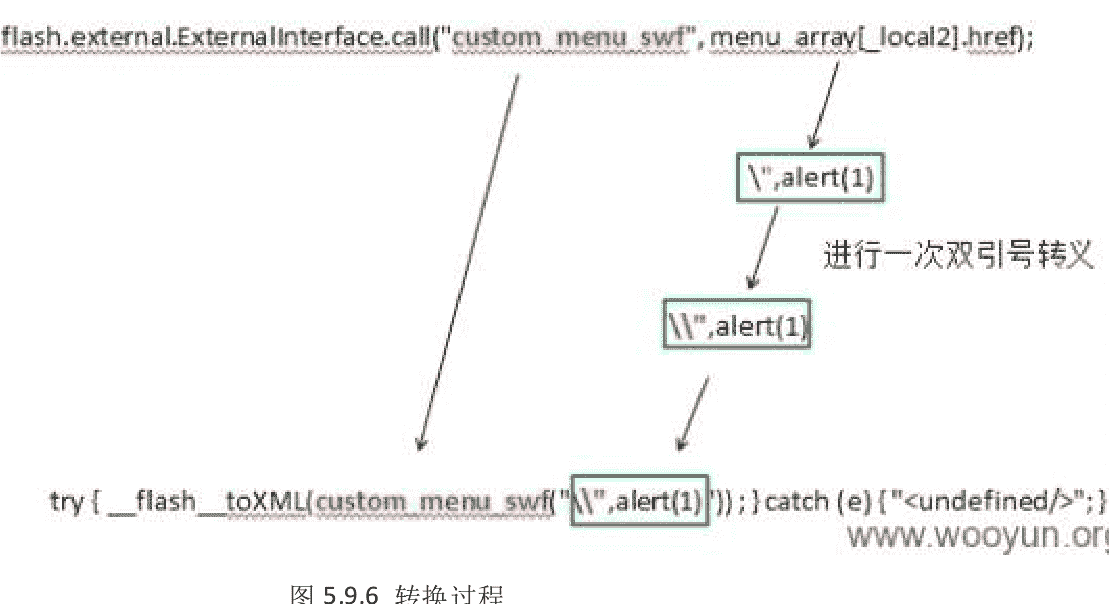 flash.external.ExternalInterface.call("custom_menu_swf", menu_array[_local2].href);
\",alert(1)
进行一次双引号转义
\\",alert(1)
try { __flash__toXML(custom_menu_swf("\\",alert(1)")) ; } catch (e) { "<undefined/>"; }
www.wooyun.org
图 5.9.6 转换过程